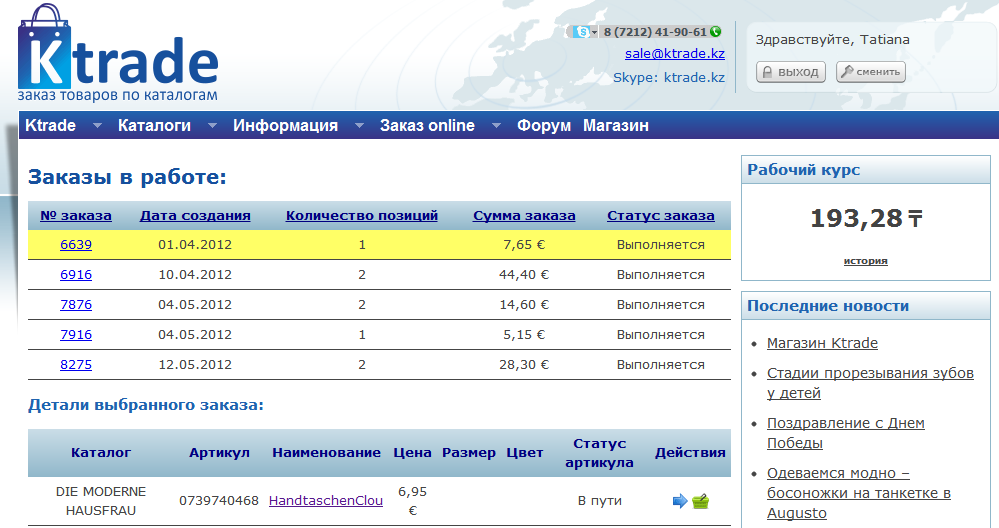 Ktrade
заказ товаров по каталогам
8 (7212) 41-90-61
sale@ktrade.kz
Skype: ktrade.kz
Здравствуйте, Tatiana
выход сменить
Ktrade Каталоги Информация Заказ online Форум Магазин
Заказы в работе:
№ заказа Дата создания Количество позиций Сумма заказа Статус заказа
6639 01.04.2012 1 7,65 € Выполняется
6916 10.04.2012 2 44,40 € Выполняется
7876 04.05.2012 2 14,60 € Выполняется
7916 04.05.2012 1 5,15 € Выполняется
8275 12.05.2012 2 28,30 € Выполняется
Детали выбранного заказа:
Каталог Артикул Наименование Цена Размер Цвет Статус артикула Действия
DIE MODERNE HAUSFRAU 0739740468 HandtaschenClou 6,95 € В пути
Рабочий курс
193,28 ₸
история
Последние новости
Магазин Ktrade
Стадии прорезывания зубов
у детей
Поздравление с Днем
Победы
Одеваемся модно –
босоножки на танкетке в
Augusto